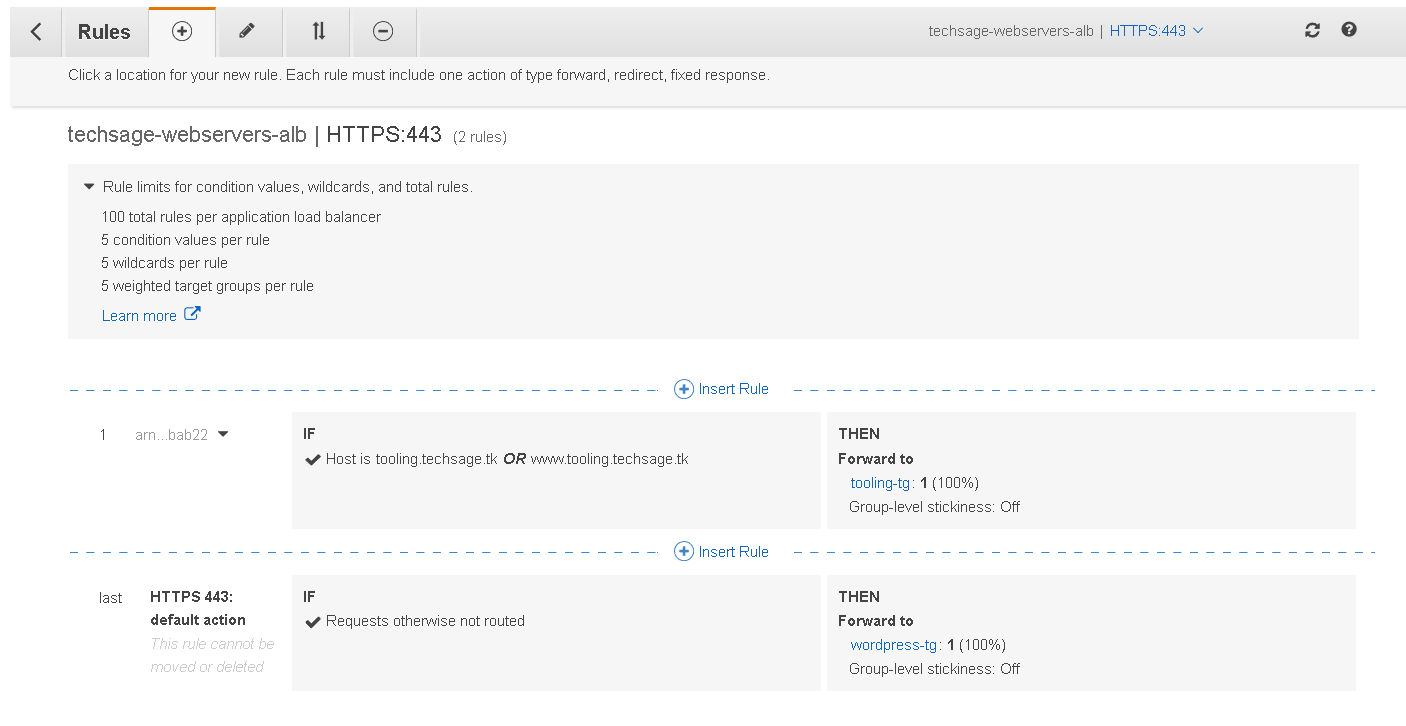 Rules
techsage-webservers-alb | HTTPS:443
Click a location for your new rule. Each rule must include one action of type forward, redirect, fixed response.
techsage-webservers-alb | HTTPS:443 (2 rules)
Rule limits for condition values, wildcards, and total rules.
100 total rules per application load balancer
5 condition values per rule
5 wildcards per rule
5 weighted target groups per rule
Learn more
Insert Rule
1 arn...bab22
IF
Host is tooling.techsage.tk OR www.tooling.techsage.tk
THEN
Forward to
tooling-tg: 1 (100%)
Group-level stickiness: Off
Insert Rule
last
HTTPS 443:
default action
This rule cannot be
moved or deleted
IF
Requests otherwise not routed
THEN
Forward to
wordpress-tg: 1 (100%)
Group-level stickiness: Off